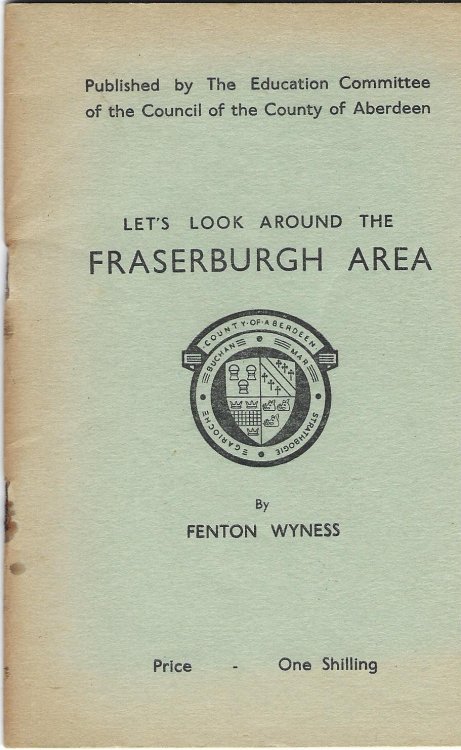 Published by The Education Committee
of the Council of the County of Aberdeen
LET'S LOOK AROUND THE
FRASERBURGH AREA
COUNTY·OF·ABERDEEN
BUCHAN
MAR
GARIOCHE
STRATHBOGIE
By
FENTON WYNESS
Price - One Shilling